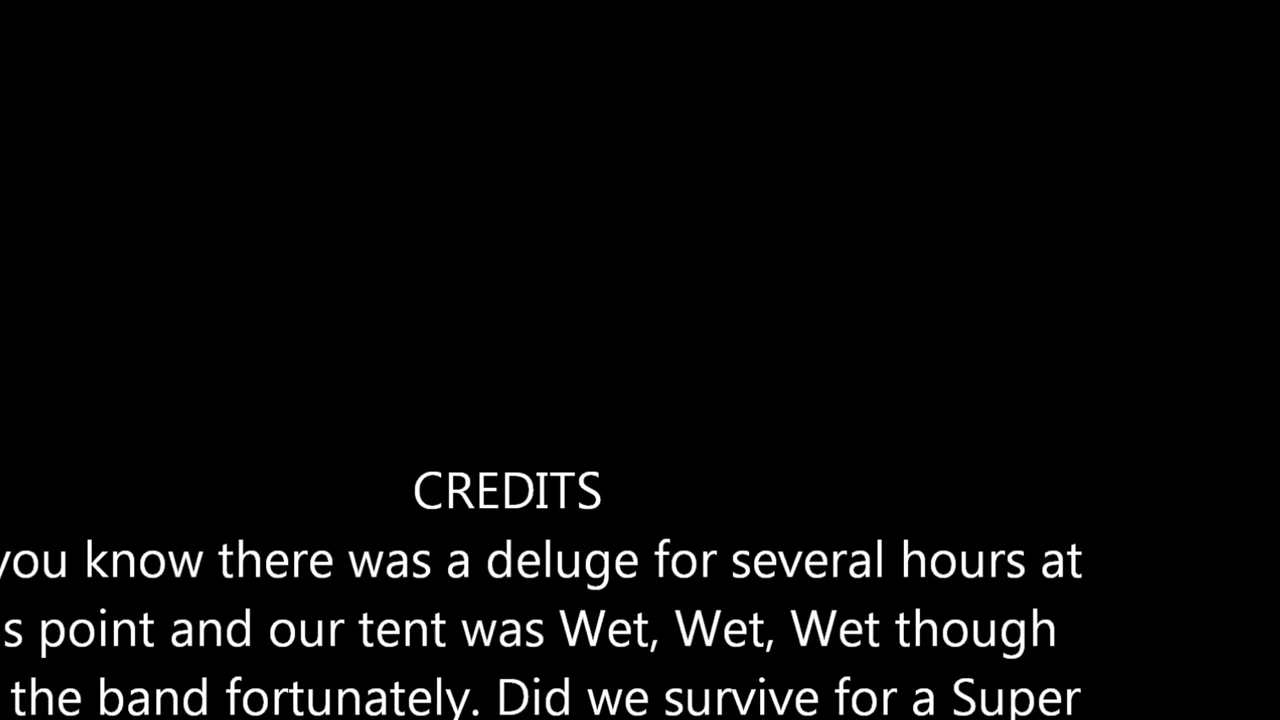 CREDITS
you know there was a deluge for several hours at
s point and our tent was Wet, Wet, Wet though
the band fortunately. Did we survive for a Super